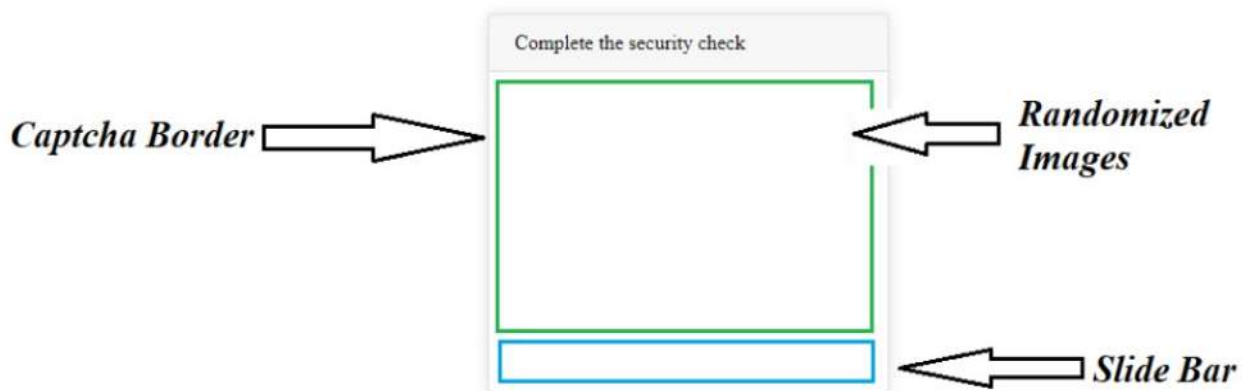 Complete the security check
Captcha Border
Randomized
Images
Slide Bar